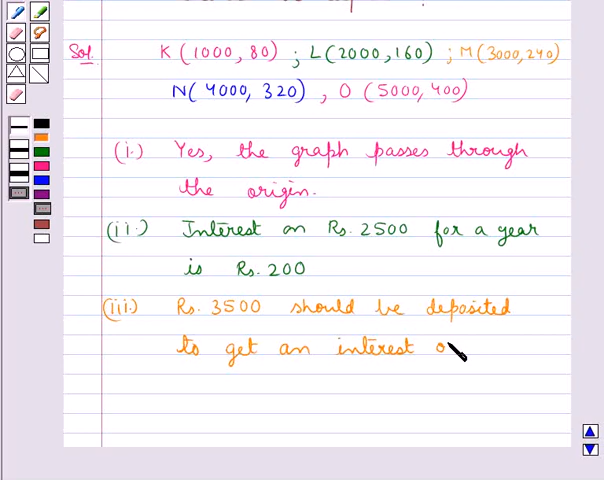 Sol.
K (1000, 80) ; L (2000, 160) ; M (3000, 240)
N( 4000, 320) , O (5000, 400)
(i.) Yes, the graph passes through
the origin.
(ii.) Interest on Rs. 2500 for a year
is Rs. 200
(iii.) Rs. 3500 should be deposited
to get an interest o